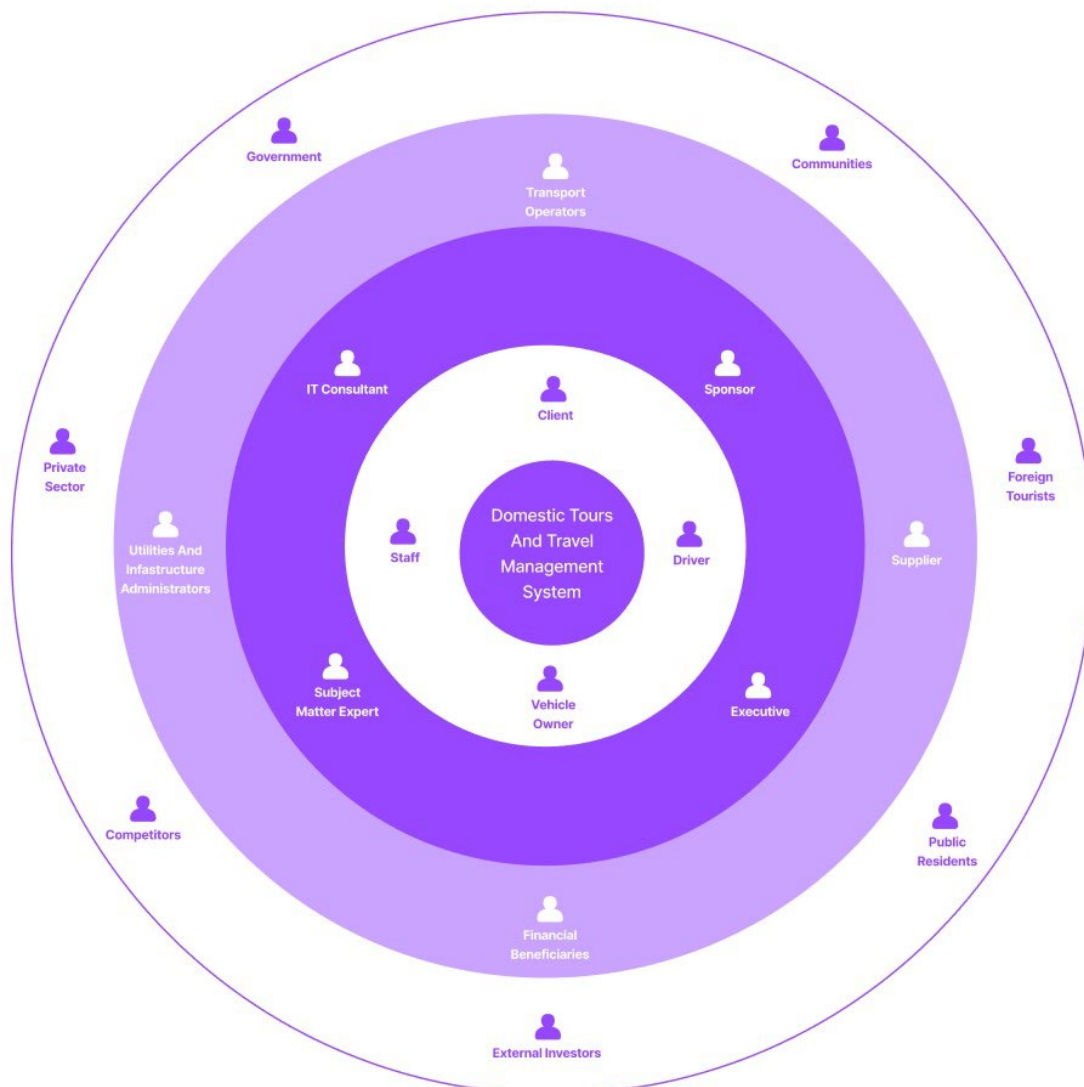 Government
Communities
Transport
Operators
IT Consultant
Sponsor
Client
Private
Sector
Foreign
Tourists
Domestic Tours
And Travel
Management
System
Utilities And
Infastructure
Administrators
Staff
Driver
Supplier
Subject
Matter Expert
Vehicle
Owner
Executive
Competitors
Public
Residents
Financial
Beneficiaries
External Investors